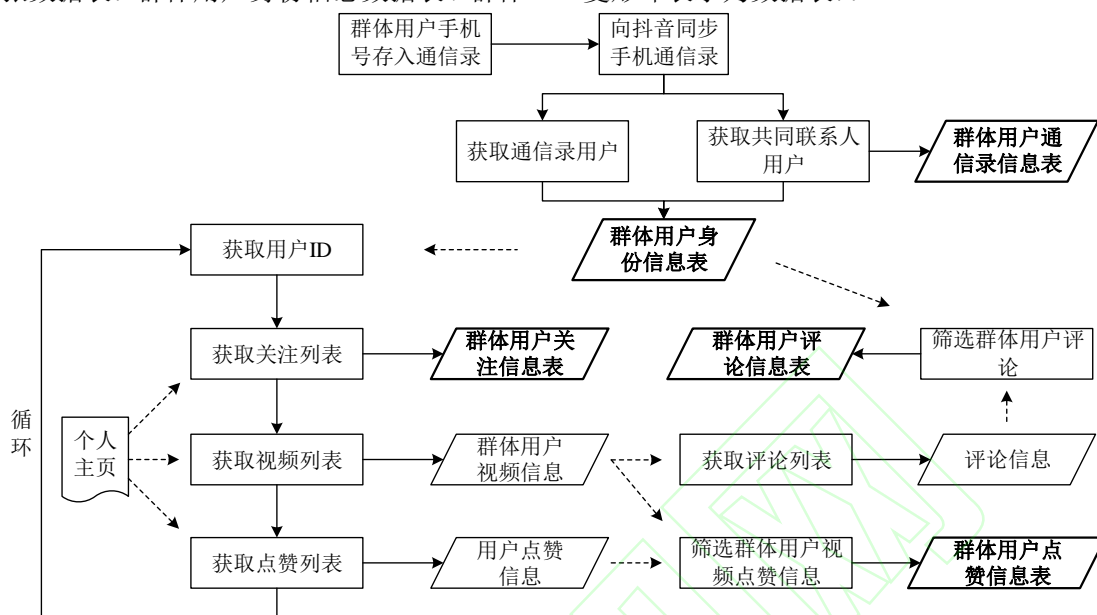 群体用户手机
号存入通信录
向抖音同步
手机通信录
获取通信录用户
获取共同联系人
用户
群体用户通
信录信息表
获取用户ID
群体用户身
份信息表
获取关注列表
群体用户关
注信息表
群体用户评
论信息表
筛选群体用户评
论
循
环
个人
主页
获取视频列表
群体用户
视频信息
获取评论列表
评论信息
获取点赞列表
用户点赞
信息
筛选群体用户视
频点赞信息
群体用户点
赞信息表